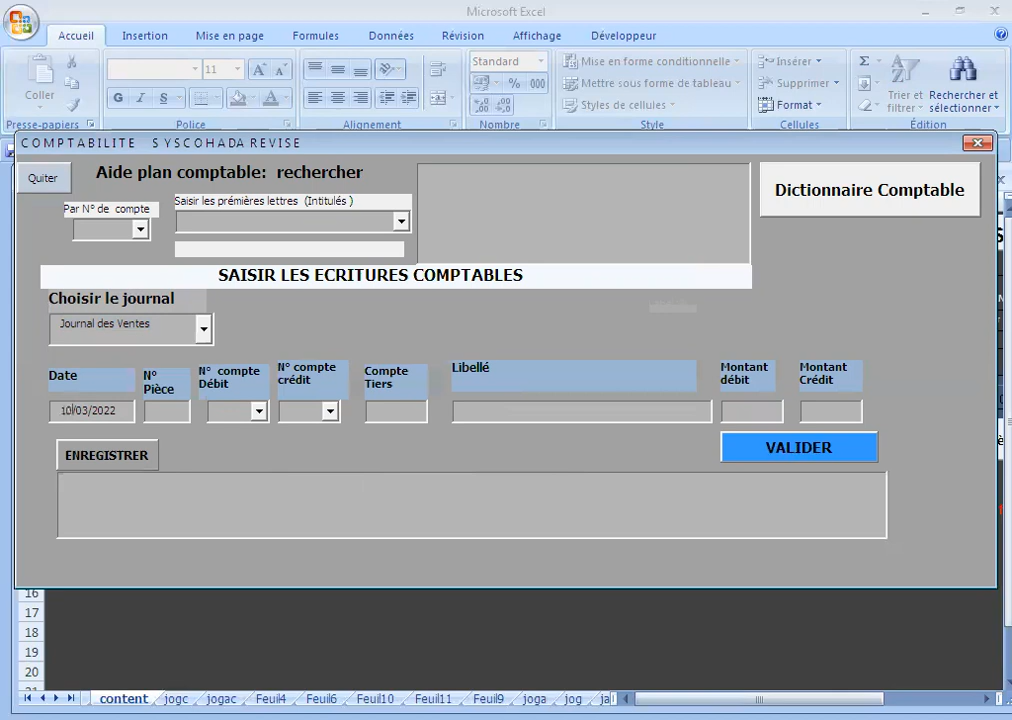 Microsoft Excel
Accueil
Insertion
Mise en page
Formules
Données
Révision
Affichage
Développeur
Coller
Presse-papiers
11
G I S
Police
Alignement
Standard
% 000
Nombre
Mise en forme conditionnelle
Mettre sous forme de tableau
Styles de cellules
Style
Insérer
Supprimer
Format
Cellules
Trier et filtrer
Rechercher et sélectionner
Édition
COMPTABILITE SYSCOHADA REVISE
Quiter
Aide plan comptable: rechercher
Par N° de compte
Saisir les prémières lettres (Intitulés )
Dictionnaire Comptable
SAISIR LES ECRITURES COMPTABLES
Choisir le journal
Journal des Ventes
Date
N° Pièce
N° compte Débit
N° compte crédit
Compte Tiers
Libellé
Montant débit
Montant Crédit
10/03/2022
ENREGISTRER
VALIDER
16
17
18
19
20
content
jogc
jogac
Feuil4
Feuil6
Feuil10
Feuil11
Feuil9
joga
jog